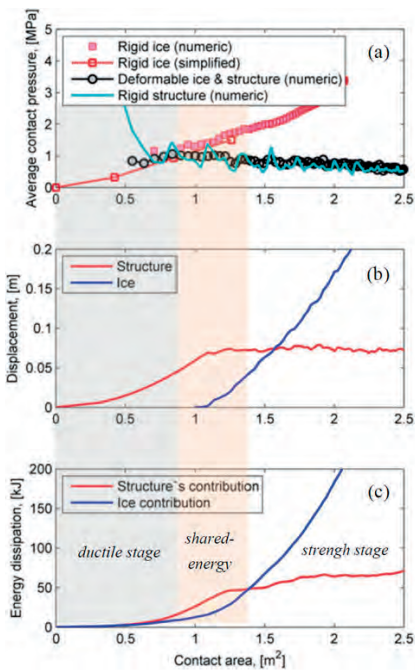 Average contact pressure, [MPa]
5
4
3
2
1
0
Rigid ice (numeric)
Rigid ice (simplified)
Deformable ice & structure (numeric)
Rigid structure (numeric)
(a)
0 0.5 1 1.5 2 2.5
Displacement, [m]
0.2
0.15
0.1
0.05
0
Structure
Ice
(b)
0 0.5 1 1.5 2 2.5
Energy dissipation, [kJ]
200
150
100
50
0
Structure`s contribution
Ice contribution
(c)
ductile stage
shared-
energy
strengh stage
0 0.5 1 1.5 2 2.5
Contact area, [m²]